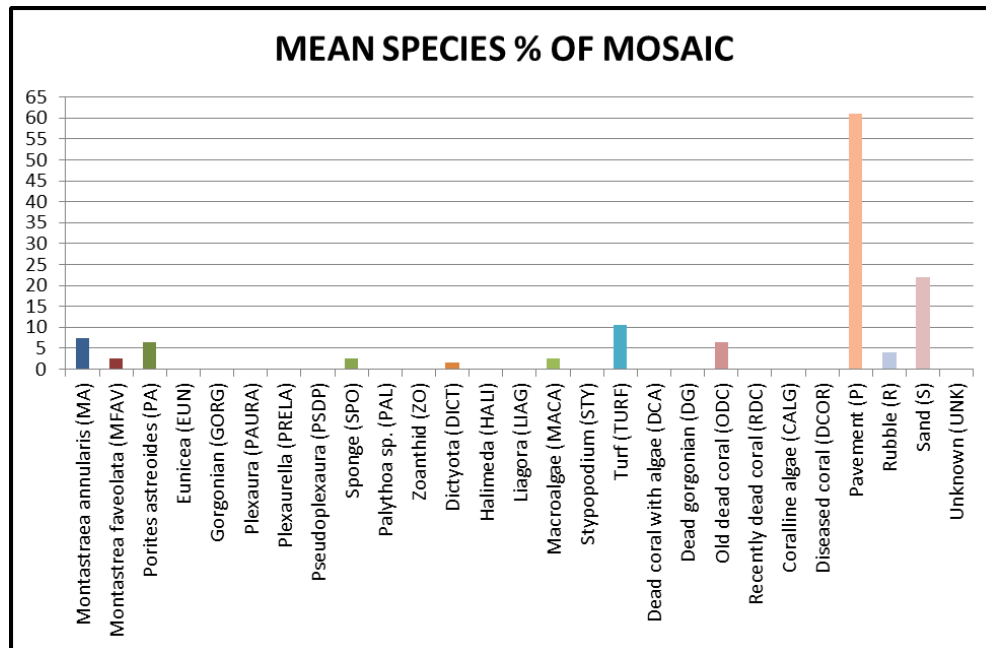 MEAN SPECIES % OF MOSAIC
65
60
55
50
45
40
35
30
25
20
15
10
5
0
Montastraea annularis (MA)
Montastrea faveolata (MFAV)
Porites astreoides (PA)
Eunicea (EUN)
Gorgonian (GORG)
Plexaura (PAURA)
Plexaurella (PRELA)
Pseudoplexaura (PSDP)
Sponge (SPO)
Palythoa sp. (PAL)
Zoanthid (ZO)
Dictyota (DICT)
Halimeda (HALI)
Liagora (LIAG)
Macroalgae (MACA)
Stypopodium (STY)
Turf (TURF)
Dead coral with algae (DCA)
Dead gorgonian (DG)
Old dead coral (ODC)
Recently dead coral (RDC)
Coralline algae (CALG)
Diseased coral (DCOR)
Pavement (P)
Rubble (R)
Sand (S)
Unknown (UNK)